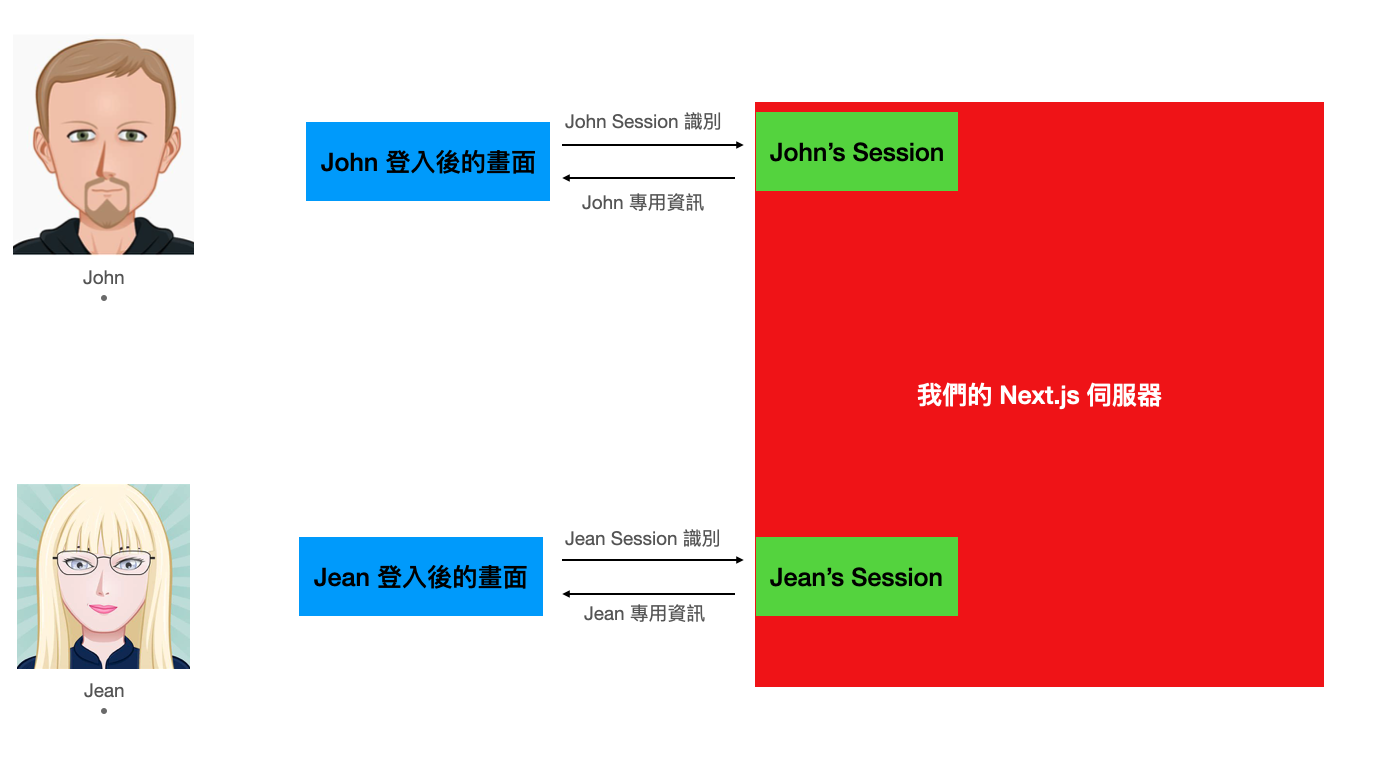 John Session 識別
John 登入後的畫面
John’s Session
John 專用資訊
John
我們的 Next.js 伺服器
Jean Session 識別
Jean 登入後的畫面
Jean’s Session
Jean 專用資訊
Jean